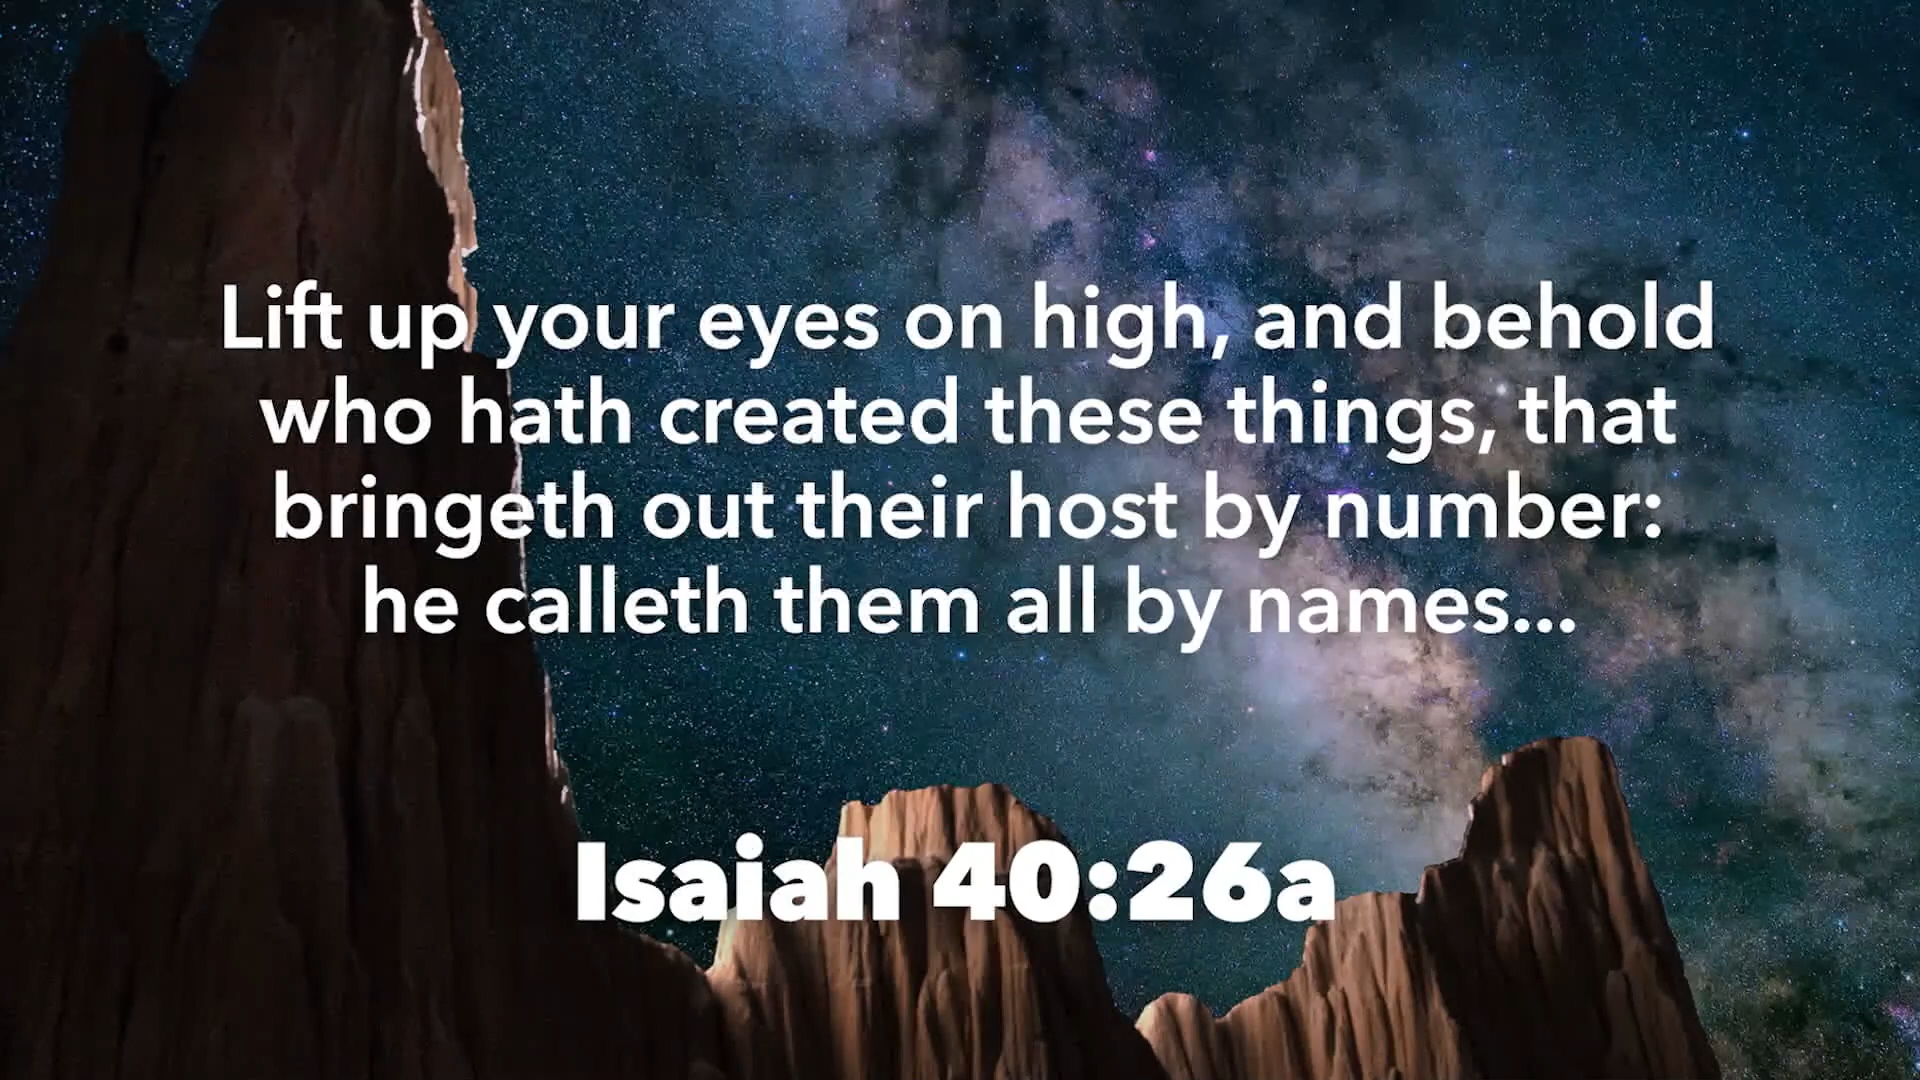 Lift up your eyes on high, and behold
who hath created these things, that
bringeth out their host by number:
he calleth them all by names...
Isaiah 40:26a